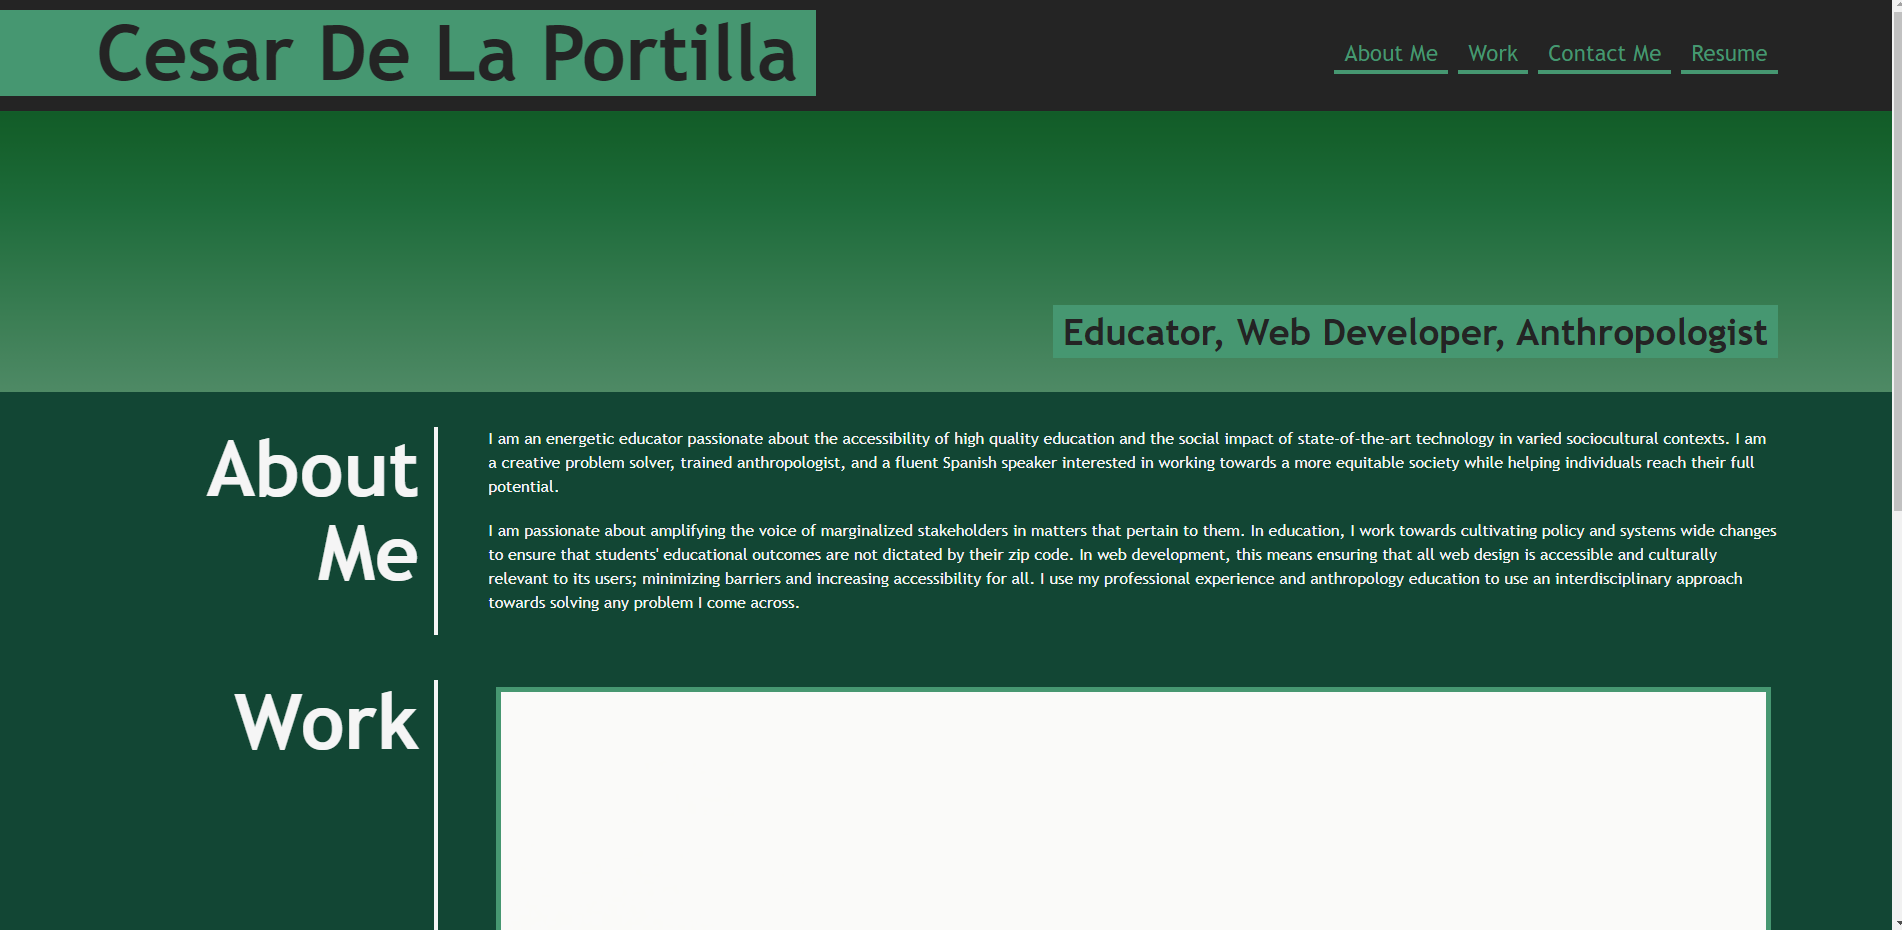 Cesar De La Portilla
About Me Work Contact Me Resume
Educator, Web Developer, Anthropologist
About
Me
I am an energetic educator passionate about the accessibility of high quality education and the social impact of state-of-the-art technology in varied sociocultural contexts. I am
a creative problem solver, trained anthropologist, and a fluent Spanish speaker interested in working towards a more equitable society while helping individuals reach their full
potential.
I am passionate about amplifying the voice of marginalized stakeholders in matters that pertain to them. In education, I work towards cultivating policy and systems wide changes
to ensure that students' educational outcomes are not dictated by their zip code. In web development, this means ensuring that all web design is accessible and culturally
relevant to its users; minimizing barriers and increasing accessibility for all. I use my professional experience and anthropology education to use an interdisciplinary approach
towards solving any problem I come across.
Work